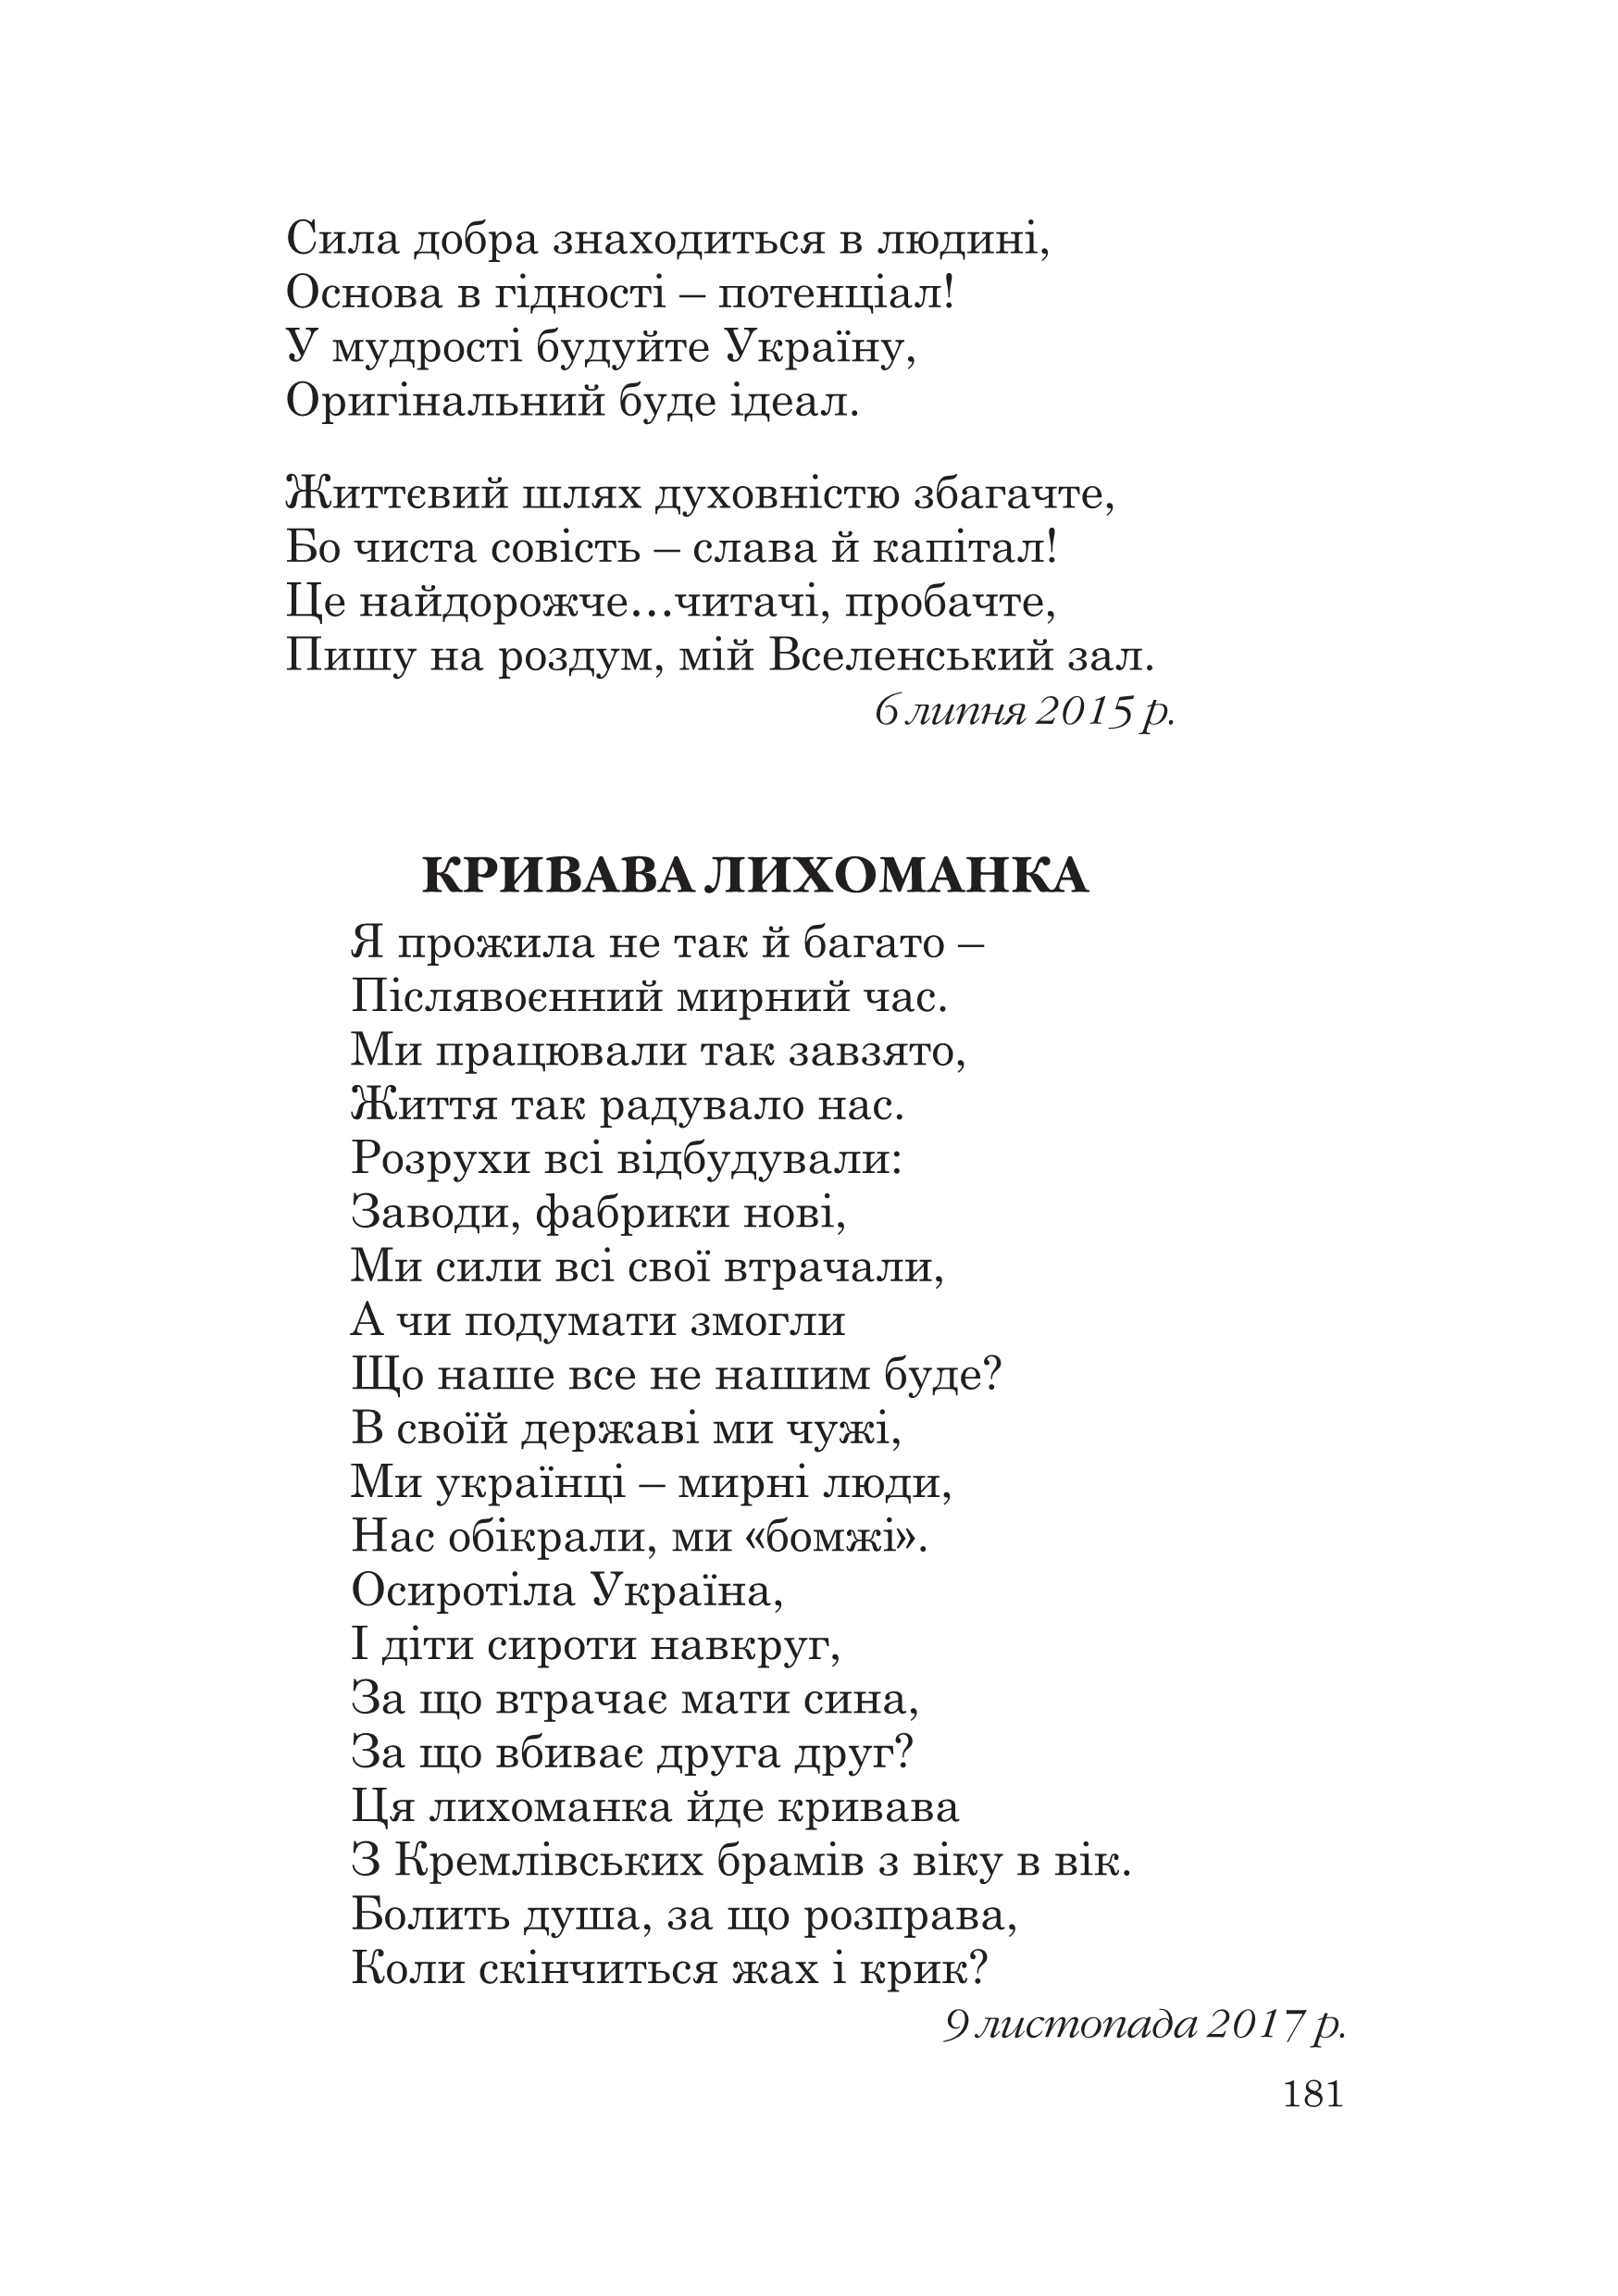 Сила добра знаходиться в людині,
Основа в гідності – потенціал!
У мудрості будуйте Україну,
Оригінальний буде ідеал.
Життєвий шлях духовністю збагачте,
Бо чиста совість – слава й капітал!
Це найдорожче...читачі, пробачте,
Пишу на роздум, мій Вселенський зал.
6 липня 2015 р.
КРИВАВА ЛИХОМАНКА
Я прожила не так й багато –
Післявоєнний мирний час.
Ми працювали так завзято,
Життя так радувало нас.
Розрухи всі відбудували:
Заводи, фабрики нові,
Ми сили всі свої втрачали,
А чи подумати змогли
Що наше все не нашим буде?
В своїй державі ми чужі,
Ми українці – мирні люди,
Нас обікрали, ми «бомжі».
Осиротіла Україна,
І діти сироти навкруг,
За що втрачає мати сина,
За що вбиває друга друг?
Ця лихоманка йде кривава
З Кремлівських брамів з віку в вік.
Болить душа, за що розправа,
Коли скінчиться жах і крик?
9 листопада 2017 р.
181